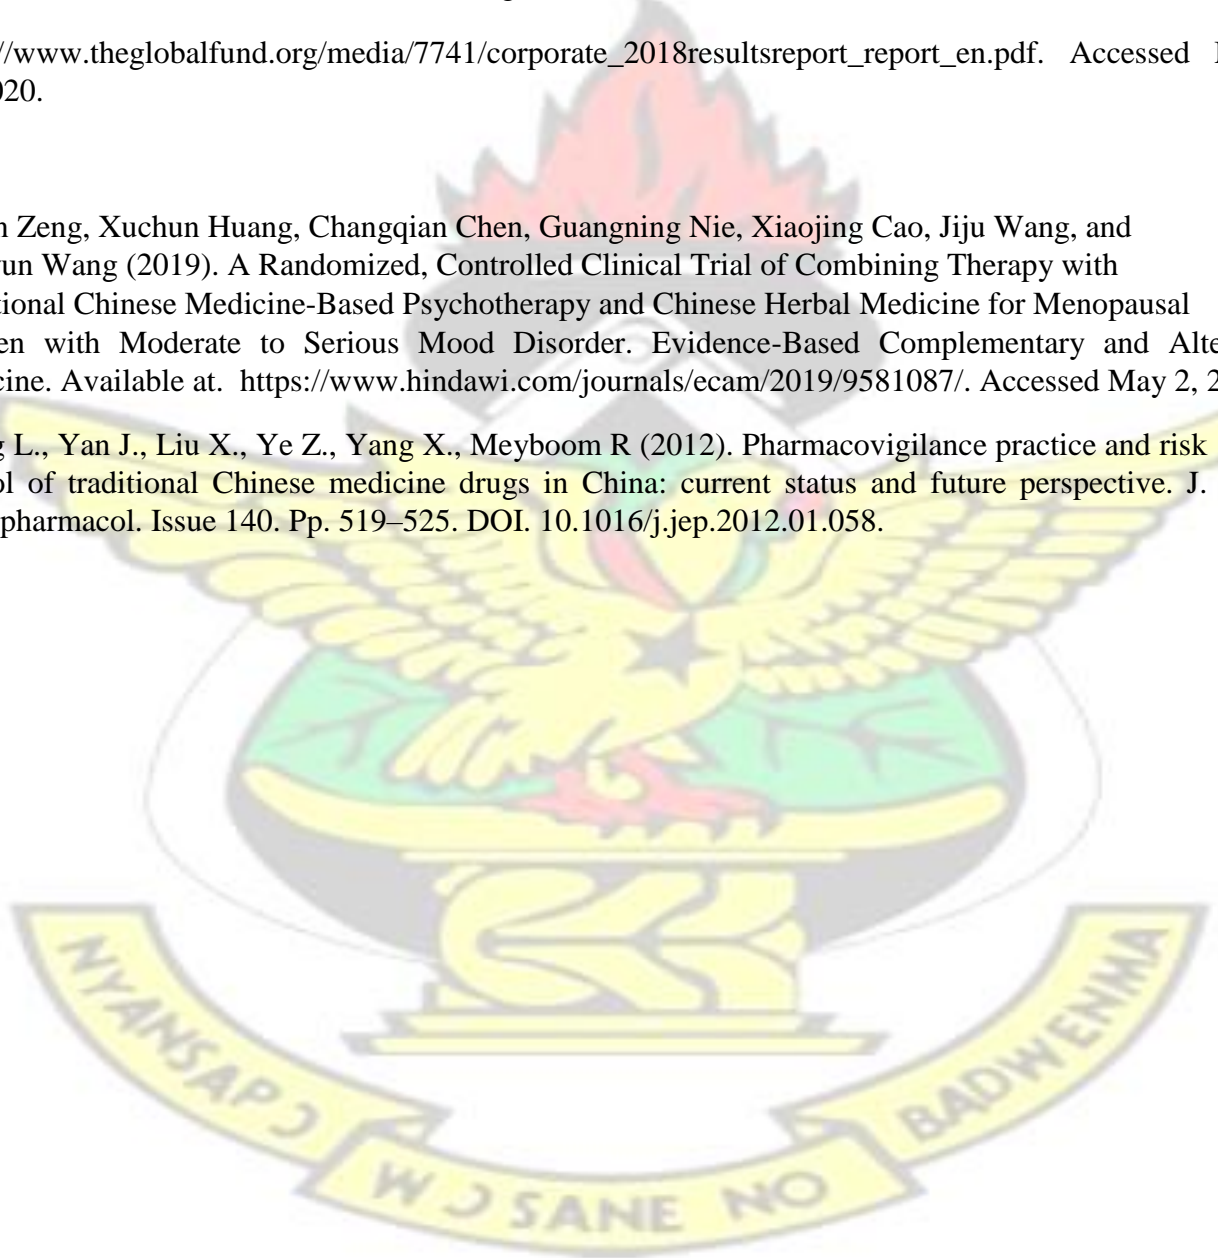 //www.theglobalfund.org/media/7741/corporate_2018resultsreport_report_en.pdf. Accessed
020.
n Zeng, Xuchun Huang, Changqian Chen, Guangning Nie, Xiaojing Cao, Jiju Wang, and
un Wang (2019). A Randomized, Controlled Clinical Trial of Combining Therapy with
tional Chinese Medicine-Based Psychotherapy and Chinese Herbal Medicine for Menopausal
en with Moderate to Serious Mood Disorder. Evidence-Based Complementary and Alte
cine. Available at. https://www.hindawi.com/journals/ecam/2019/9581087/. Accessed May 2, 2
g L., Yan J., Liu X., Ye Z., Yang X., Meyboom R (2012). Pharmacovigilance practice and risk
ol of traditional Chinese medicine drugs in China: current status and future perspective. J.
pharmacol. Issue 140. Pp. 519–525. DOI. 10.1016/j.jep.2012.01.058.
NYANSAPƆ WƆSANE NO BADWENMA